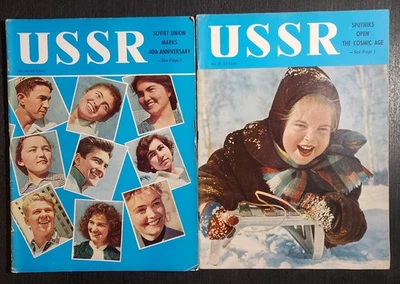 USSR
SOVIET UNION
MARKS
40th ANNIVERSARY
—See Page 1
USSR
SPUTNIKS
OPEN
THE COSMIC AGE
—See Page 1